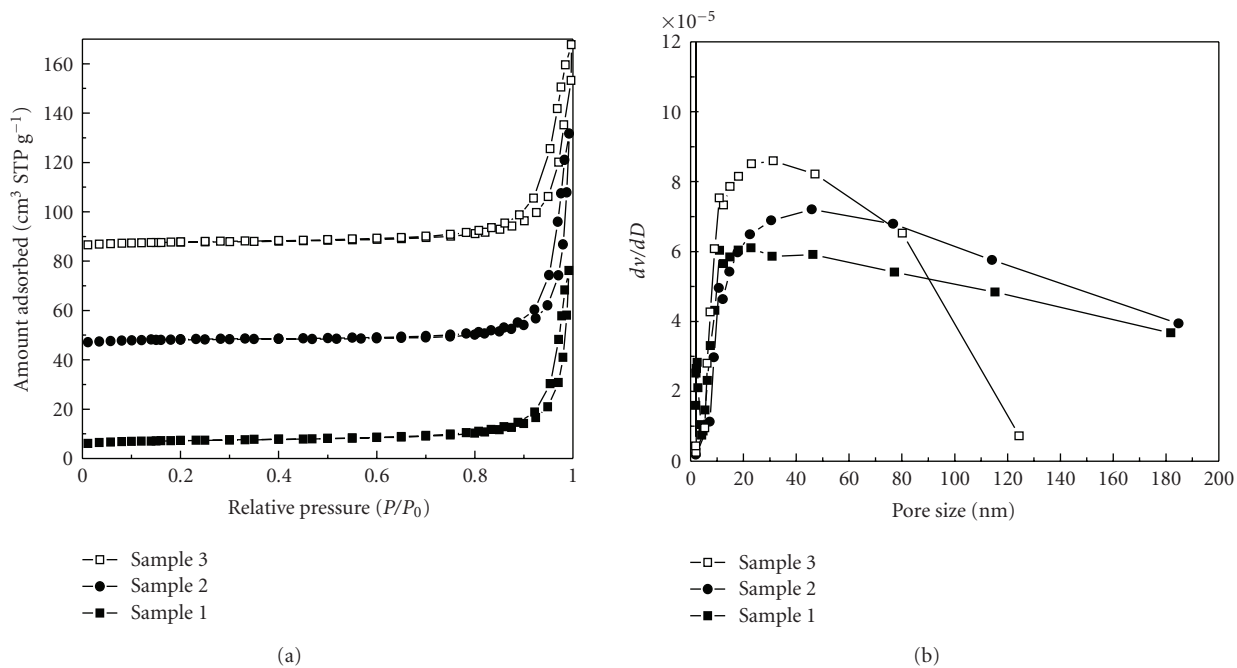 160
140
120
100
80
60
40
20
0
Amount adsorbed (cm³ STP g⁻¹)
0 0.2 0.4 0.6 0.8 1
Relative pressure (P/P₀)
Sample 3
Sample 2
Sample 1
(a)
×10⁻⁵
12
10
8
6
4
2
0
dv/dD
0 20 40 60 80 100 120 140 160 180 200
Pore size (nm)
Sample 3
Sample 2
Sample 1
(b)